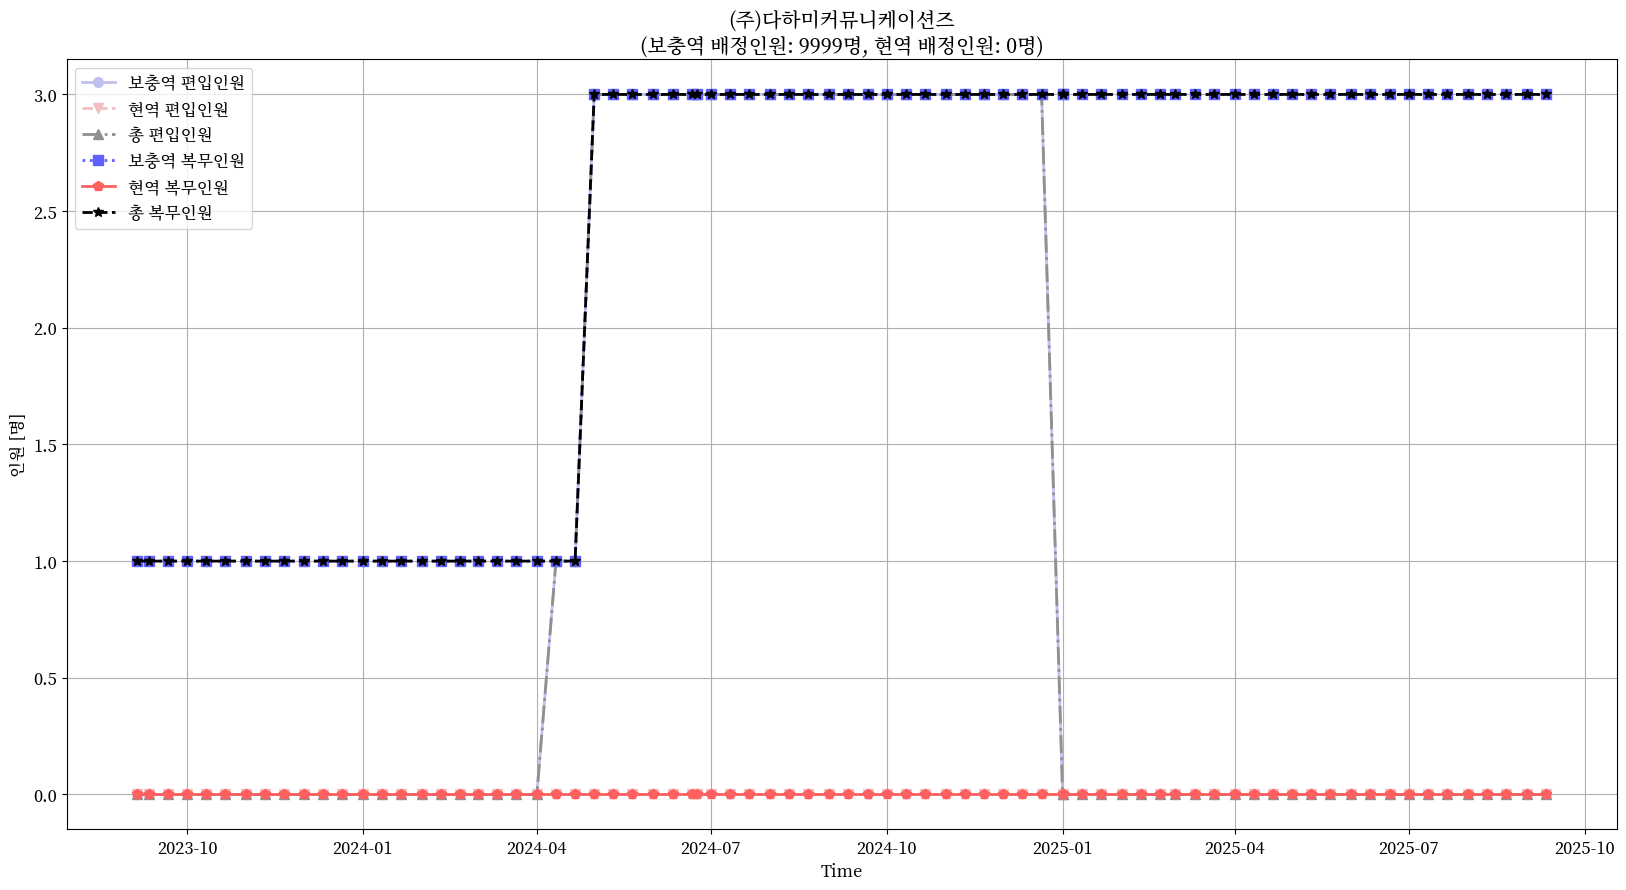 (주)다하미커뮤니케이션즈
(보충역 배정인원: 9999명, 현역 배정인원: 0명)
보충역 편입인원
현역 편입인원
총 편입인원
보충역 복무인원
현역 복무인원
총 복무인원
3.0
2.5
2.0
1.5
1.0
0.5
0.0
인원 [명]
2023-10
2024-01
2024-04
2024-07
2024-10
2025-01
2025-04
2025-07
2025-10
Time